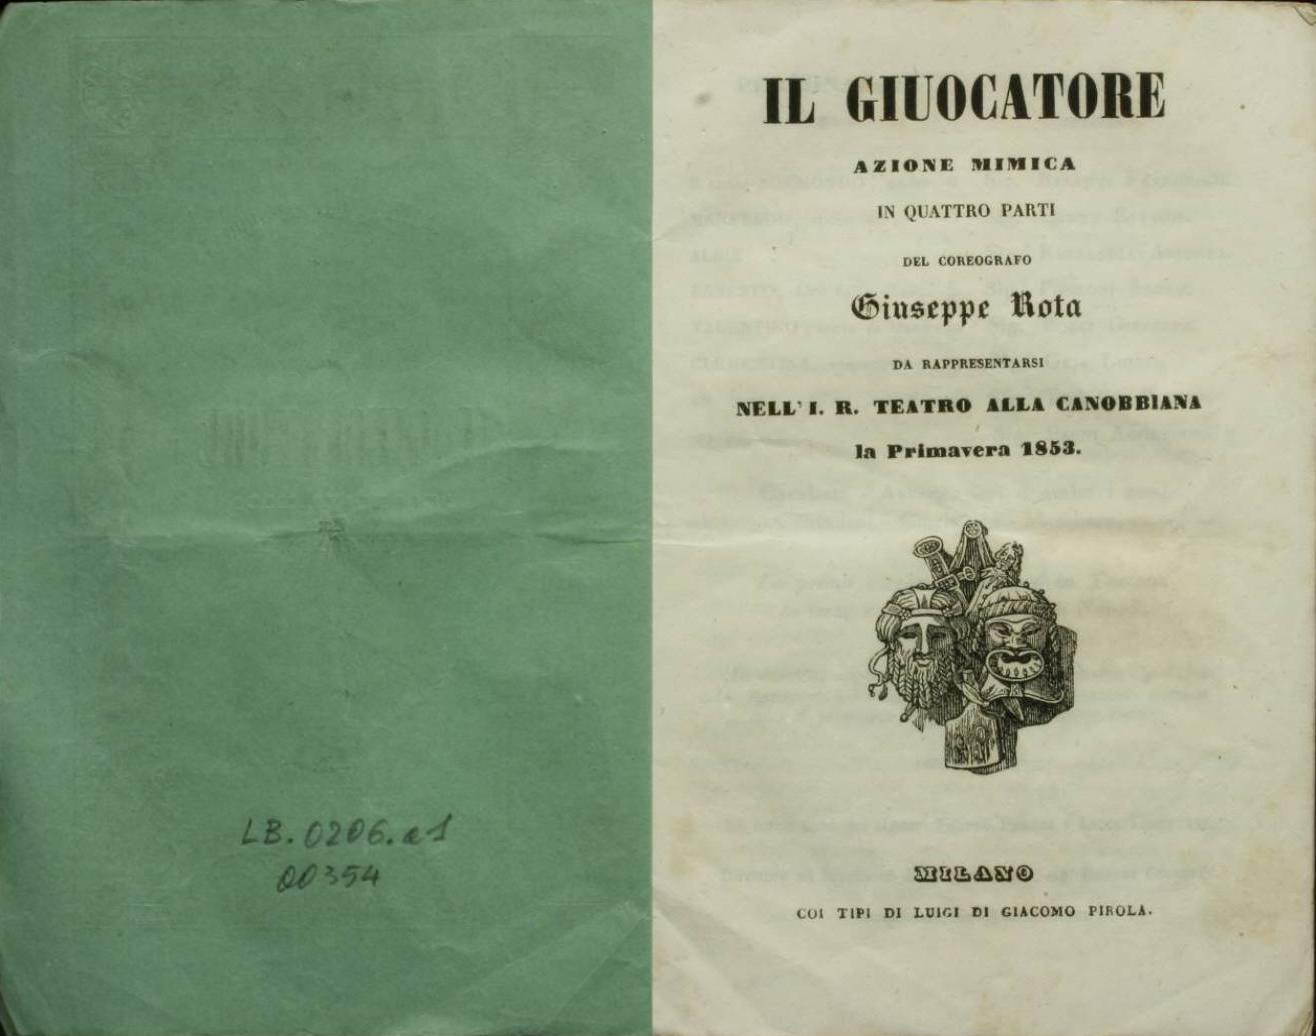 LB.0206.a1
00354
IL GIUOCATORE
AZIONE MIMICA
IN QUATTRO PARTI
DEL COREOGRAFO
Giuseppe Rota
DA RAPPRESENTARSI
NELL' I. R. TEATRO ALLA CANOBBIANA
la Primavera 1853.
MILANO
COI TIPI DI LUIGI DI GIACOMO PIROLA.